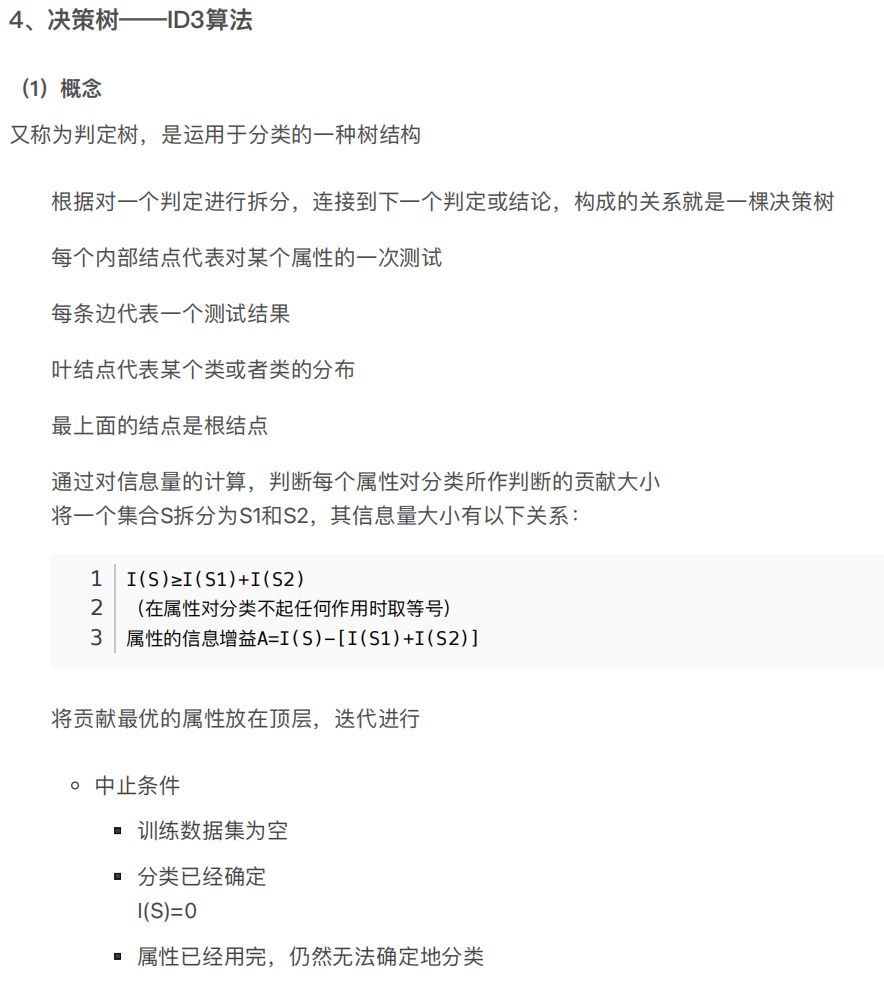 4、决策树——ID3算法
（1）概念
又称为判定树，是运用于分类的一种树结构
根据对一个判定进行拆分，连接到下一个判定或结论，构成的关系就是一棵决策树
每个内部结点代表对某个属性的一次测试
每条边代表一个测试结果
叶结点代表某个类或者类的分布
最上面的结点是根结点
通过对信息量的计算，判断每个属性对分类所作判断的贡献大小
将一个集合S拆分为S1和S2，其信息量大小有以下关系：
1 I(S)≥I(S1)+I(S2)
2 （在属性对分类不起任何作用时取等号）
3 属性的信息增益A=I(S)-[I(S1)+I(S2)]
将贡献最优的属性放在顶层，迭代进行
中止条件
训练数据集为空
分类已经确定
I(S)=0
属性已经用完，仍然无法确定地分类